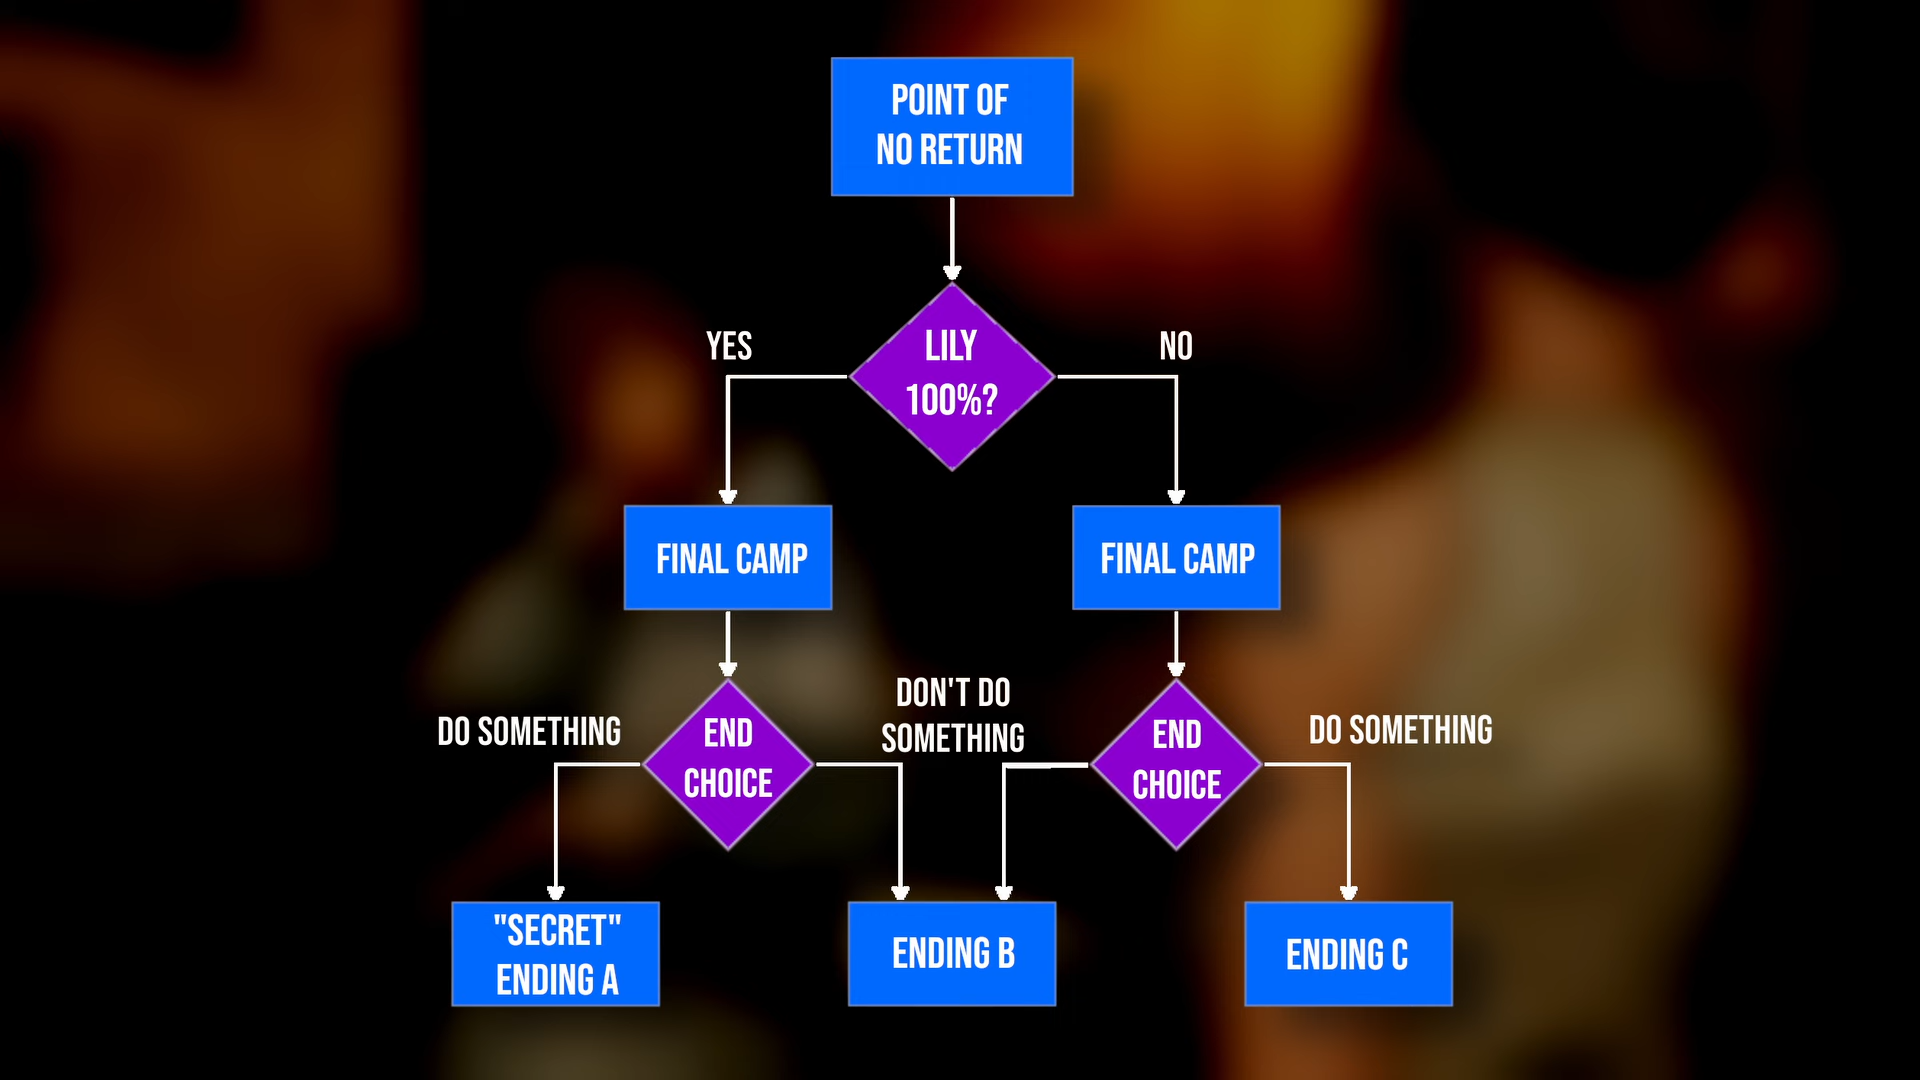 POINT OF
NO RETURN
YES
LILY
100%?
NO
FINAL CAMP
FINAL CAMP
DO SOMETHING
END
CHOICE
DON'T DO
SOMETHING
END
CHOICE
DO SOMETHING
"SECRET"
ENDING A
ENDING B
ENDING C